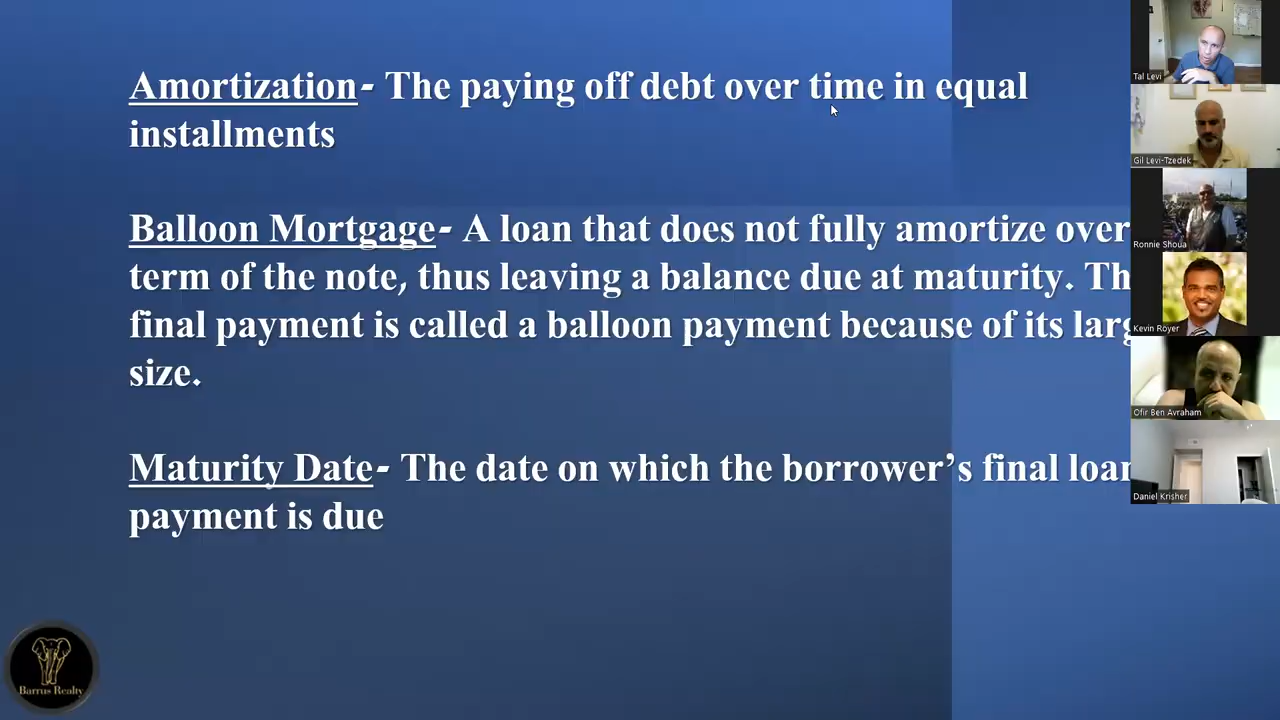 Amortization- The paying off debt over time in equal
installments
Balloon Mortgage- A loan that does not fully amortize over
term of the note, thus leaving a balance due at maturity. Th
final payment is called a balloon payment because of its larg
size.
Maturity Date- The date on which the borrower’s final loan
payment is due
Barrus Realty
Tal Levi
Gil Levi-Tzedek
Ronnie Shoua
Kevin Royer
Ofir Ben Avraham
Daniel Krisher